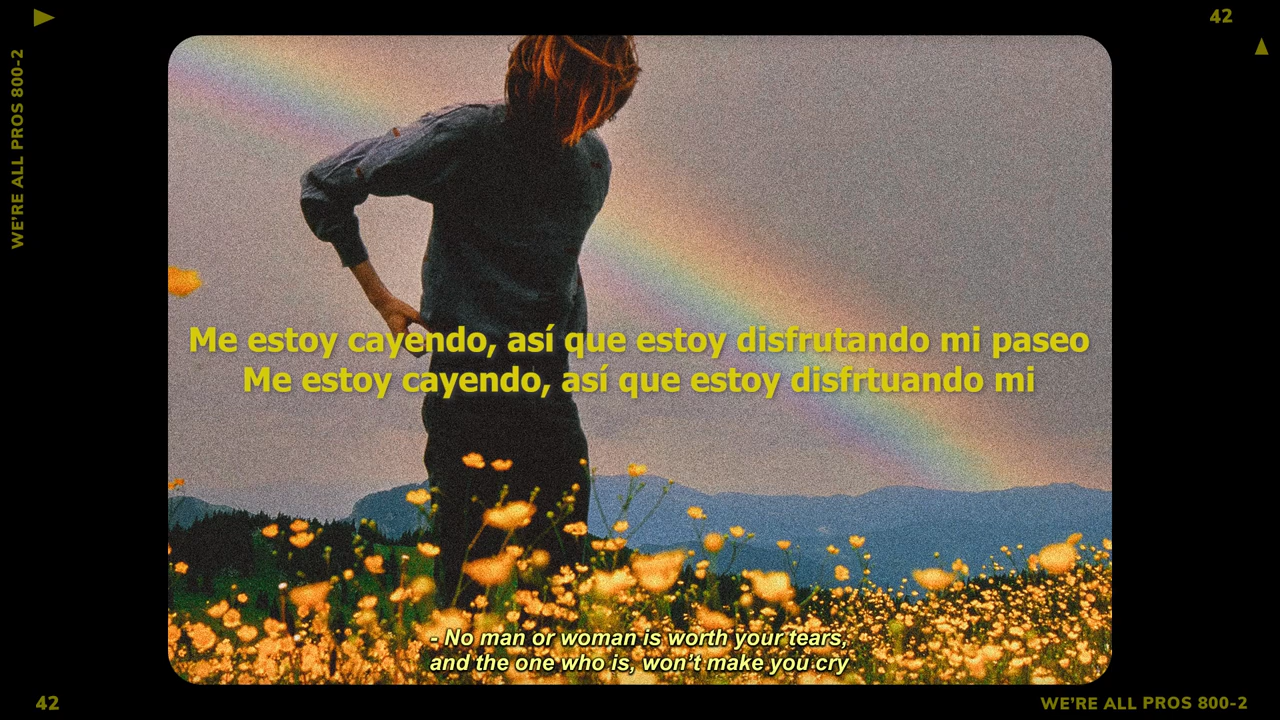 42
WE'RE ALL PROS 800-2
Me estoy cayendo, así que estoy disfrutando mi paseo
Me estoy cayendo, así que estoy disfrtuando mi
- No man or woman is worth your tears,
and the one who is, won't make you cry
42
WE'RE ALL PROS 800-2